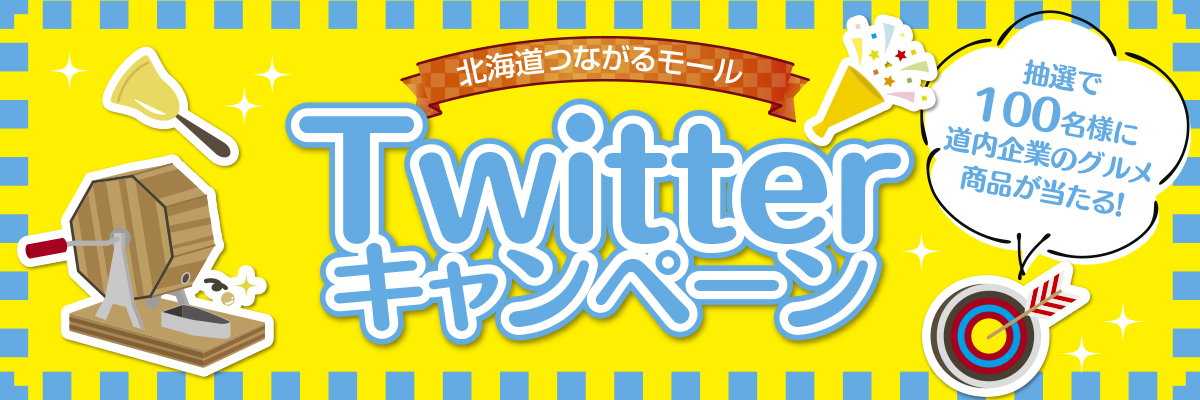 北海道つながるモール
Twitter
キャンペーン
抽選で
100名様に
道内企業のグルメ
商品が当たる!